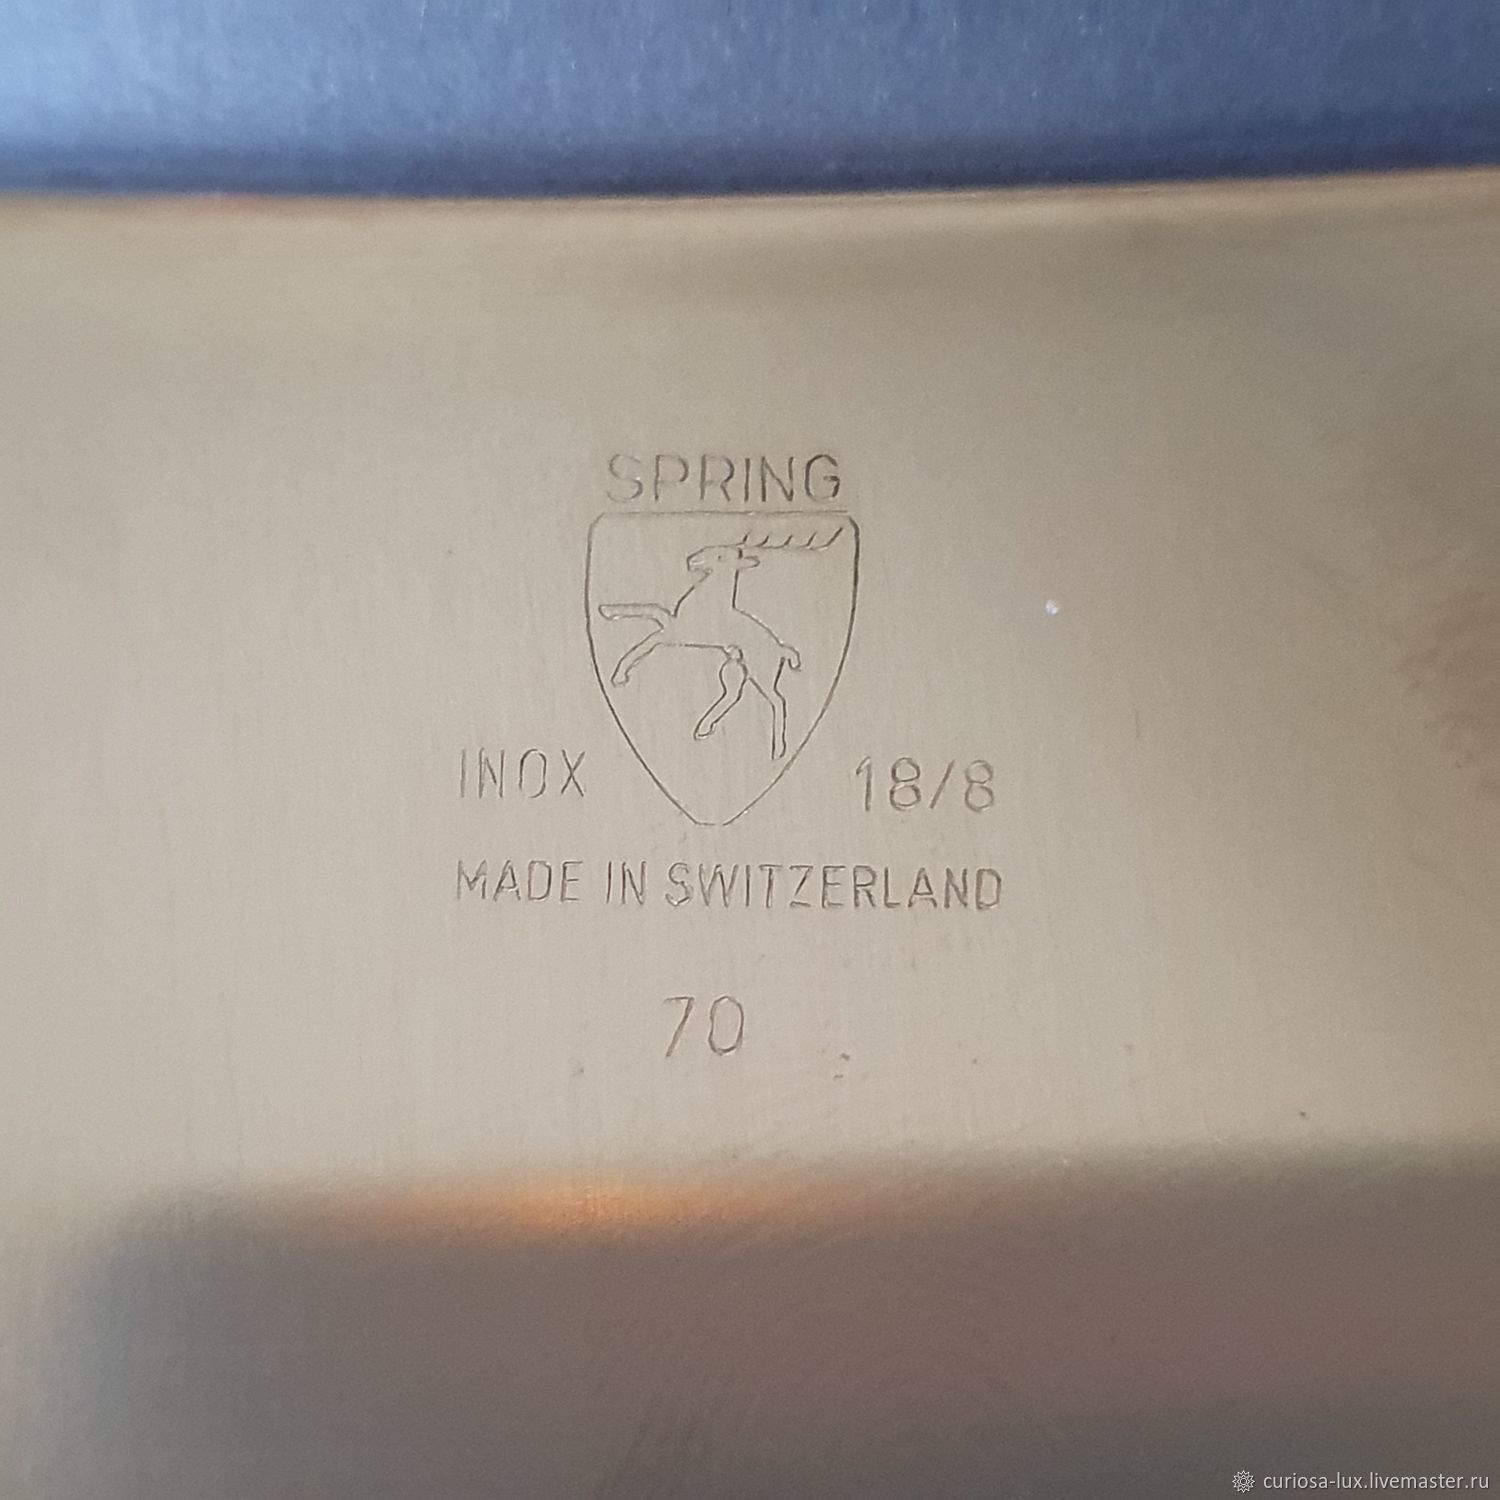 SPRING
INOX 18/8
MADE IN SWITZERLAND
70
curiosa-lux.livemaster.ru